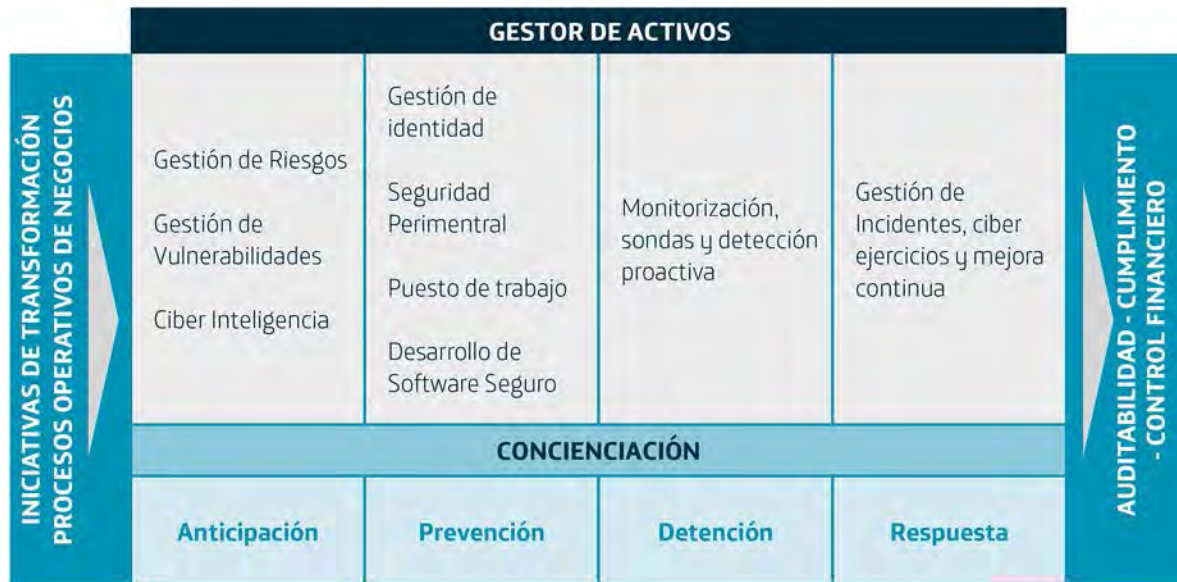 GESTOR DE ACTIVOS
INICIATIVAS DE TRANSFORMACIÓN
PROCESOS OPERATIVOS DE NEGOCIOS
Gestión de Riesgos
Gestión de
Vulnerabilidades
Ciber Inteligencia
Gestión de
identidad
Seguridad
Perimentral
Puesto de trabajo
Desarrollo de
Software Seguro
Monitorización,
sondas y detección
proactiva
Gestión de
Incidentes, ciber
ejercicios y mejora
continua
AUDITABILIDAD - CUMPLIMIENTO
- CONTROL FINANCIERO
CONCIENCIACIÓN
Anticipación
Prevención
Detención
Respuesta